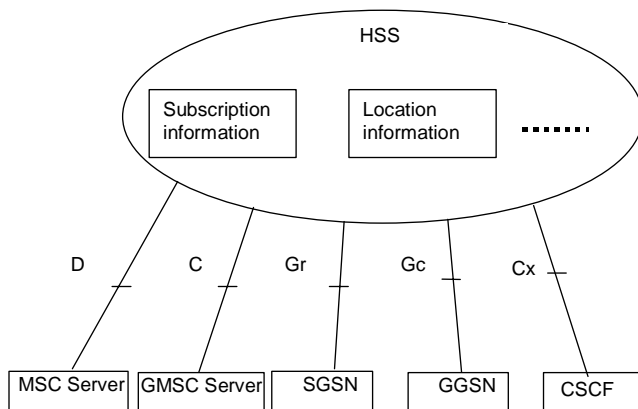 HSS
Subscription
information
Location
information
D
C
Gr
Gc
Cx
MSC Server
GMSC Server
SGSN
GGSN
CSCF